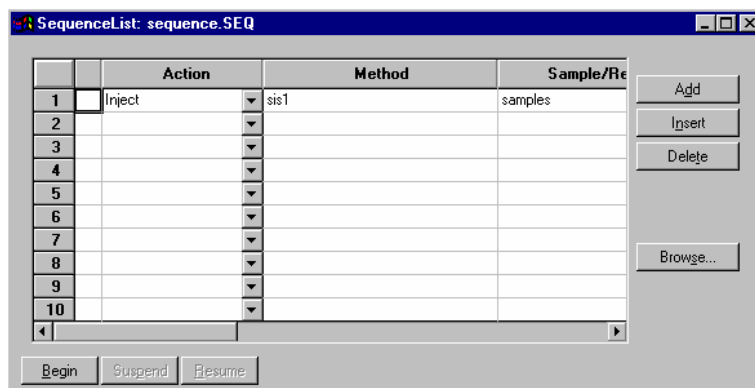 SequenceList: sequence.SEQ
Action Method Sample/Re
1 Inject sis1 samples
2
3
4
5
6
7
8
9
10
Add
Insert
Delete
Browse...
Begin Suspend Resume